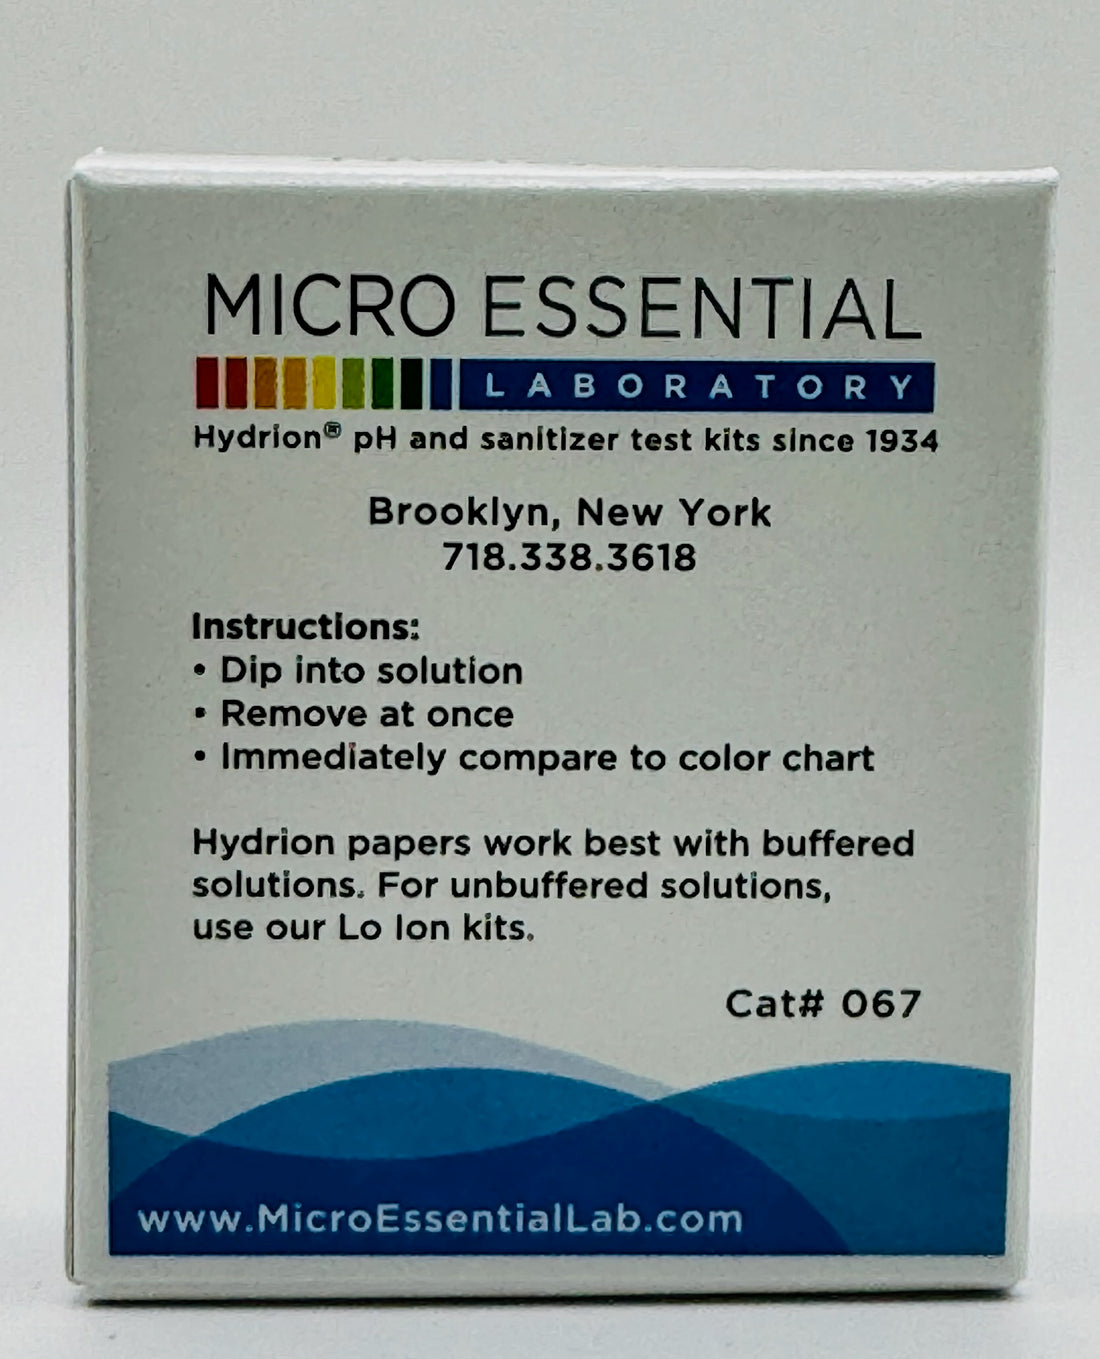 MICRO ESSENTIAL
LABORATORY
Hydrion® pH and sanitizer test kits since 1934
Brooklyn, New York
718.338.3618
Instructions:
• Dip into solution
• Remove at once
• Immediately compare to color chart
Hydrion papers work best with buffered
solutions. For unbuffered solutions,
use our Lo Ion kits.
Cat# 067
www.MicroEssentialLab.com